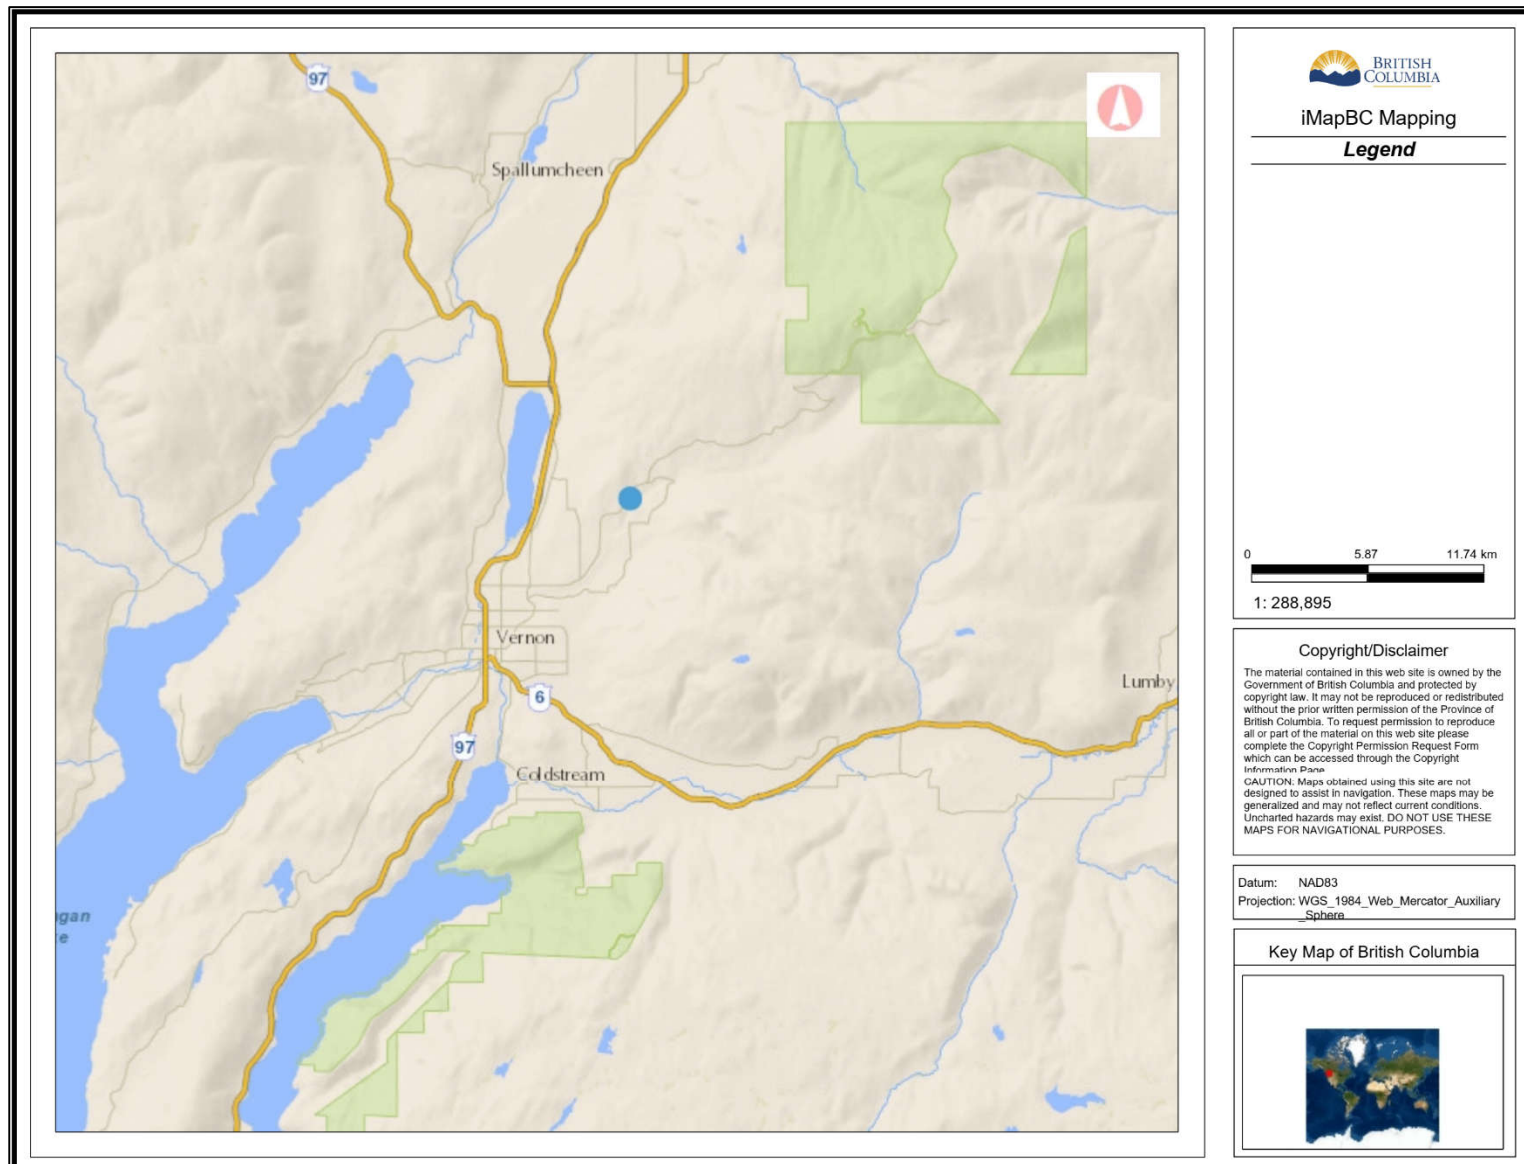 97
Spallumcheen
Vernon
6
Lumby
97
Coldstream
gan
e
BRITISH
COLUMBIA
iMapBC Mapping
Legend
0 5.87 11.74 km
1: 288,895
Copyright/Disclaimer
The material contained in this web site is owned by the
Government of British Columbia and protected by
copyright law. It may not be reproduced or redistributed
without the prior written permission of the Province of
British Columbia. To request permission to reproduce
all or part of the material on this web site please
complete the Copyright Permission Request Form
which can be accessed through the Copyright
Information Page
CAUTION: Maps obtained using this site are not
designed to assist in navigation. These maps may be
generalized and may not reflect current conditions.
Uncharted hazards may exist. DO NOT USE THESE
MAPS FOR NAVIGATIONAL PURPOSES.
Datum: NAD83
Projection: WGS_1984_Web_Mercator_Auxiliary
_Sphere
Key Map of British Columbia